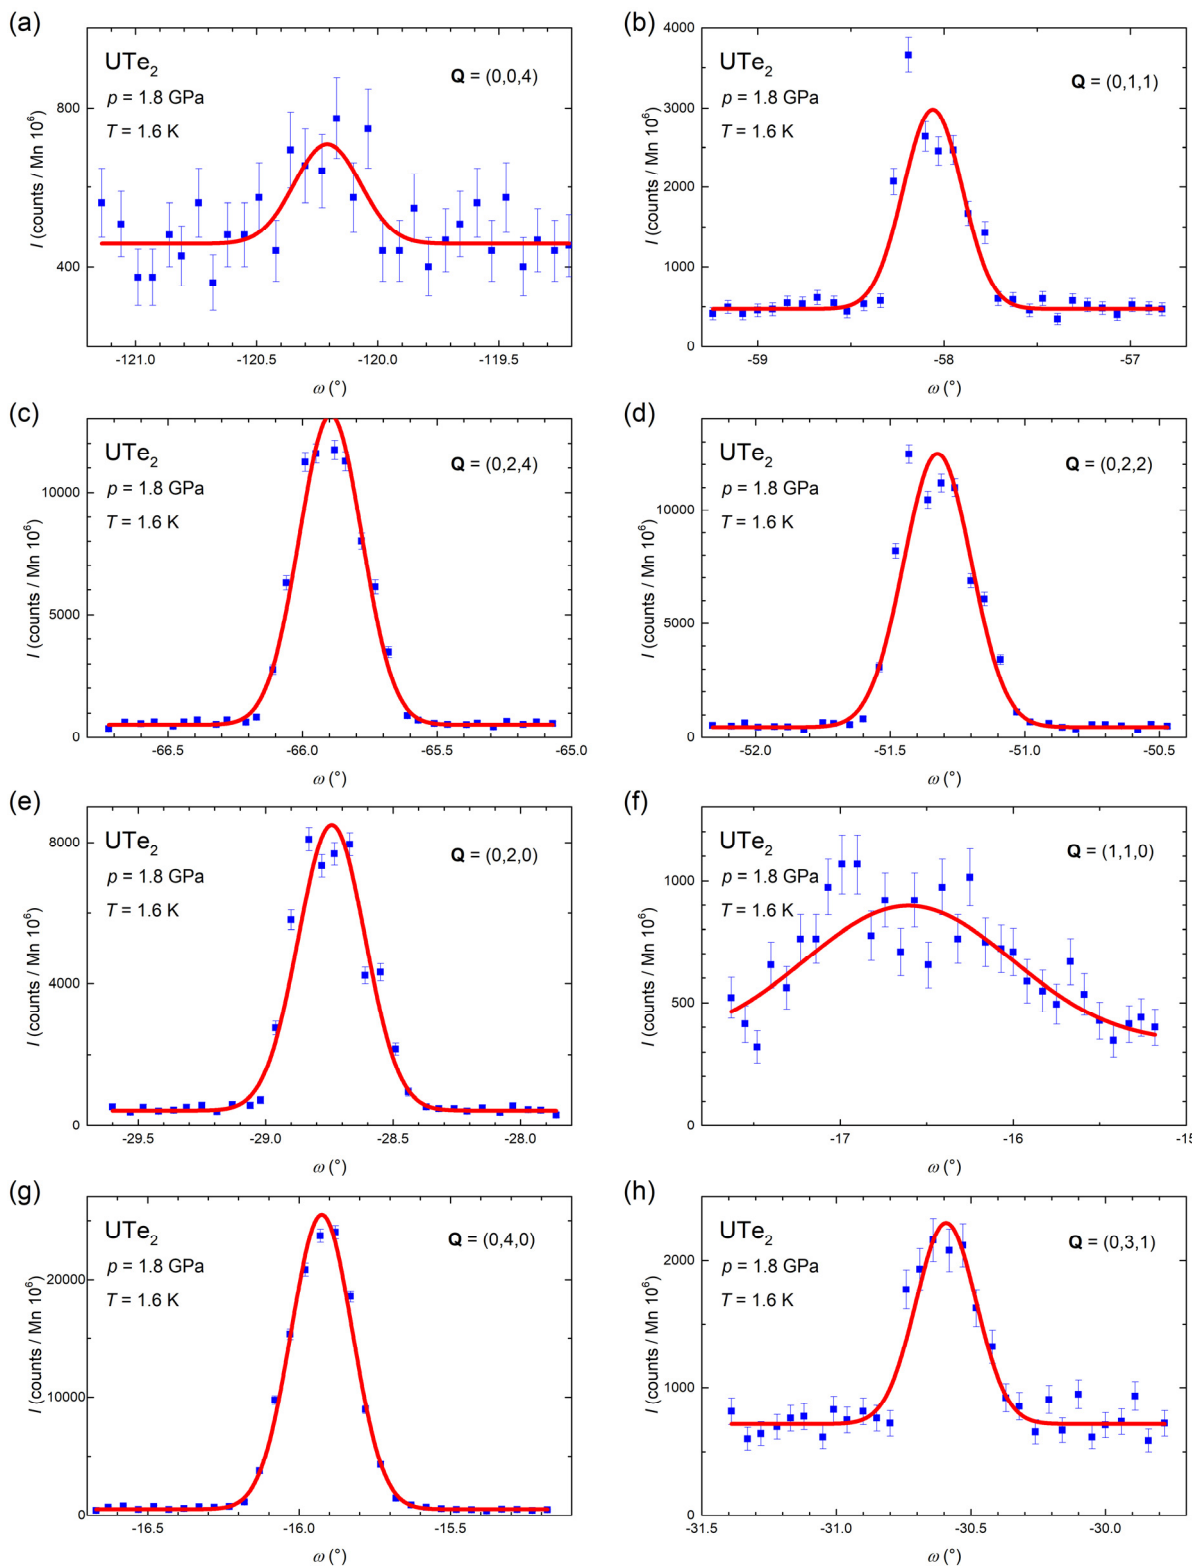 (a)
UTe2
p = 1.8 GPa
T = 1.6 K
Q = (0,0,4)
800
400
I (counts / Mn 10^6)
-121.0 -120.5 -120.0 -119.5
ω (°)
(b)
UTe2
p = 1.8 GPa
T = 1.6 K
Q = (0,1,1)
4000
3000
2000
1000
0
I (counts / Mn 10^6)
-59 -58 -57
ω (°)
(c)
UTe2
p = 1.8 GPa
T = 1.6 K
Q = (0,2,4)
10000
5000
0
I (counts / Mn 10^6)
-66.5 -66.0 -65.5 -65.0
ω (°)
(d)
UTe2
p = 1.8 GPa
T = 1.6 K
Q = (0,2,2)
10000
5000
0
I (counts / Mn 10^6)
-52.0 -51.5 -51.0 -50.5
ω (°)
(e)
UTe2
p = 1.8 GPa
T = 1.6 K
Q = (0,2,0)
8000
4000
0
I (counts / Mn 10^6)
-29.5 -29.0 -28.5 -28.0
ω (°)
(f)
UTe2
p = 1.8 GPa
T = 1.6 K
Q = (1,1,0)
1000
500
0
I (counts / Mn 10^6)
-17 -16 -15
ω (°)
(g)
UTe2
p = 1.8 GPa
T = 1.6 K
Q = (0,4,0)
20000
10000
0
I (counts / Mn 10^6)
-16.5 -16.0 -15.5
ω (°)
(h)
UTe2
p = 1.8 GPa
T = 1.6 K
Q = (0,3,1)
2000
1000
0
I (counts / Mn 10^6)
-31.5 -31.0 -30.5 -30.0
ω (°)